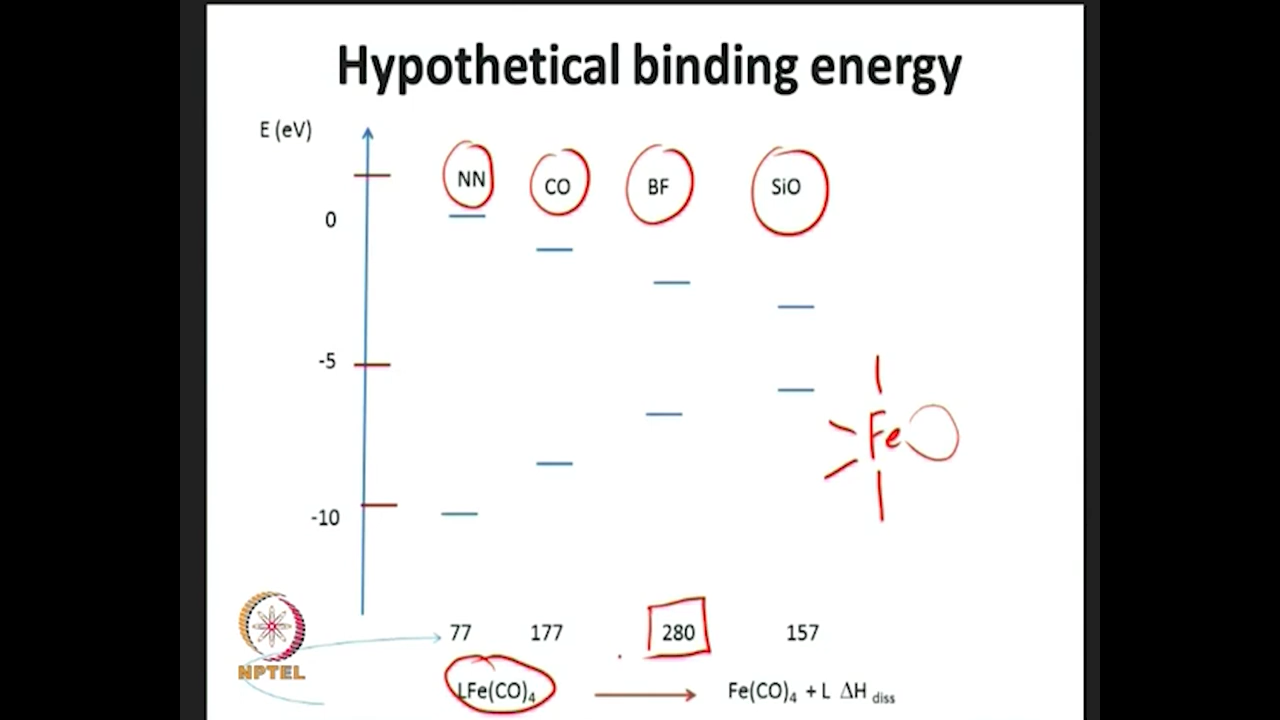 Hypothetical binding energy
E (eV)
NN CO BF SiO
0
-5
Fe
-10
77 177 280 157
LFe(CO)4 Fe(CO)4 + L ΔH diss
NPTEL